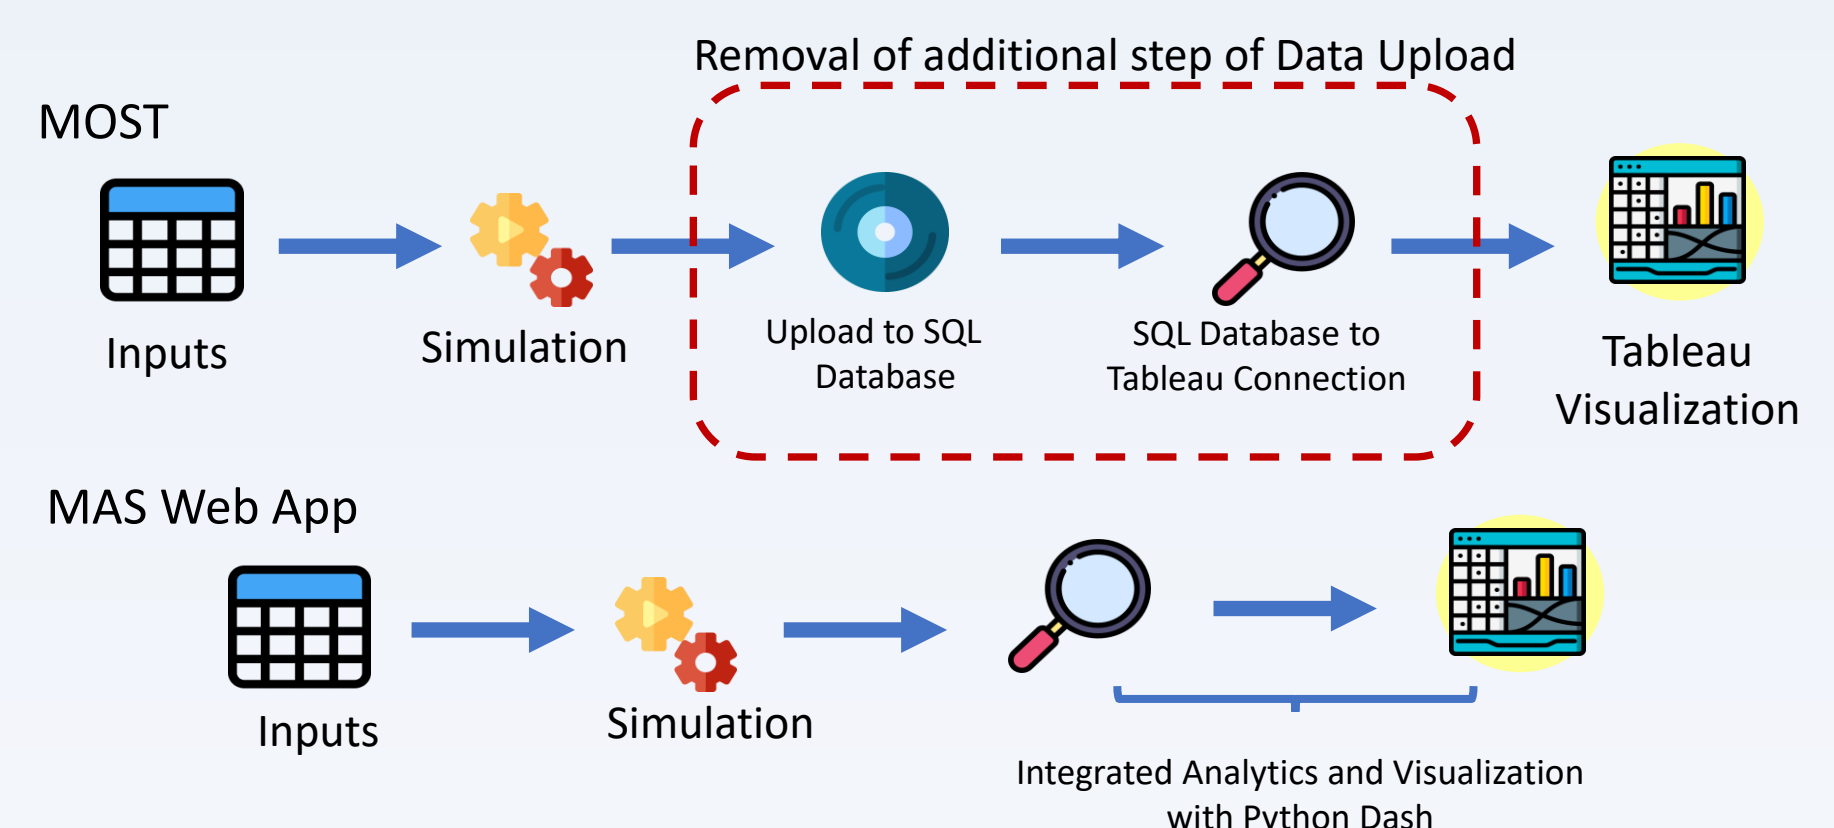 Removal of additional step of Data Upload
MOST
Inputs
Simulation
Upload to SQL
Database
SQL Database to
Tableau Connection
Tableau
Visualization
MAS Web App
Inputs
Simulation
Integrated Analytics and Visualization
with Python Dash